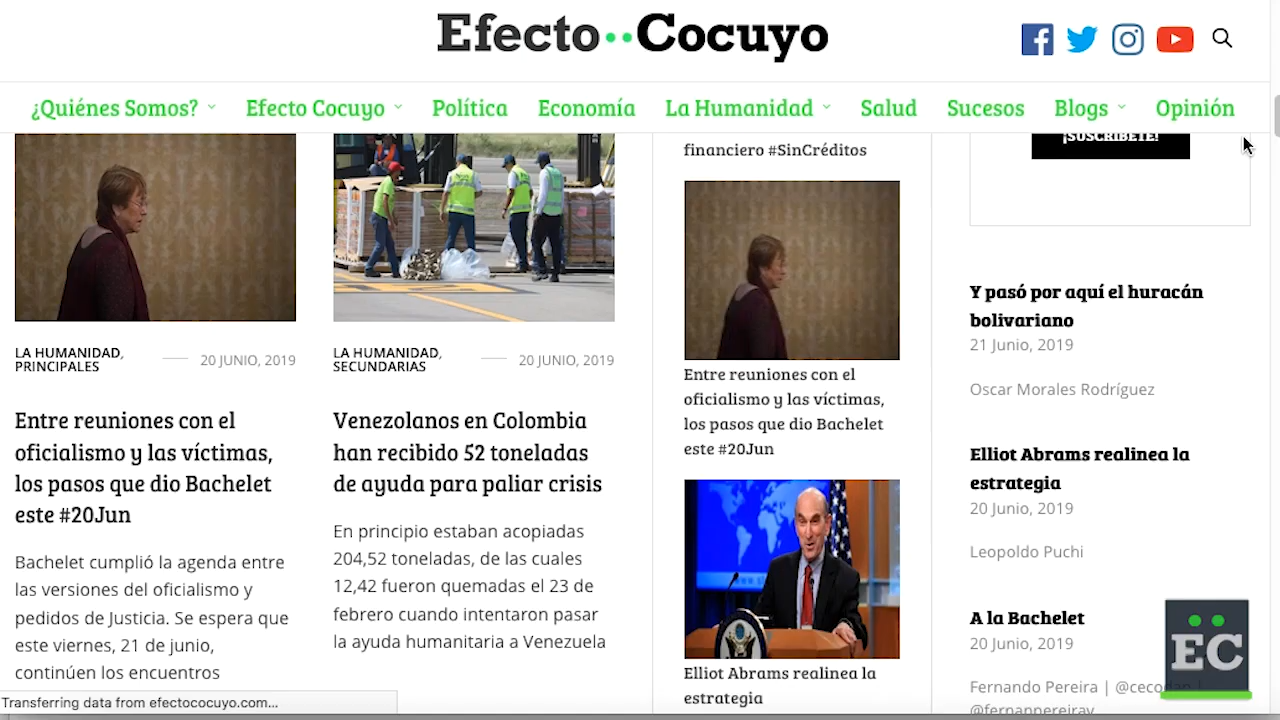 Efecto••Cocuyo
¿Quiénes Somos? Efecto Cocuyo Política Economía La Humanidad Salud Sucesos Blogs Opinión
LA HUMANIDAD,
PRINCIPALES
20 JUNIO, 2019
Entre reuniones con el
oficialismo y las víctimas,
los pasos que dio Bachelet
este #20Jun
Bachelet cumplió la agenda entre
las versiones del oficialismo y
pedidos de Justicia. Se espera que
este viernes, 21 de junio,
continúen los encuentros
LA HUMANIDAD,
SECUNDARIAS
20 JUNIO, 2019
Venezolanos en Colombia
han recibido 52 toneladas
de ayuda para paliar crisis
En principio estaban acopiadas
204,52 toneladas, de las cuales
12,42 fueron quemadas el 23 de
febrero cuando intentaron pasar
la ayuda humanitaria a Venezuela
financiero #SinCréditos
Entre reuniones con el
oficialismo y las víctimas,
los pasos que dio Bachelet
este #20Jun
Elliot Abrams realinea la
estrategia
¡SUSCRÍBETE!
Y pasó por aquí el huracán
bolivariano
21 Junio, 2019
Oscar Morales Rodríguez
Elliot Abrams realinea la
estrategia
20 Junio, 2019
Leopoldo Puchi
A la Bachelet
20 Junio, 2019
Fernando Pereira | @cecodap |
@fernanpereirav
EC
Transferring data from efectococuyo.com...